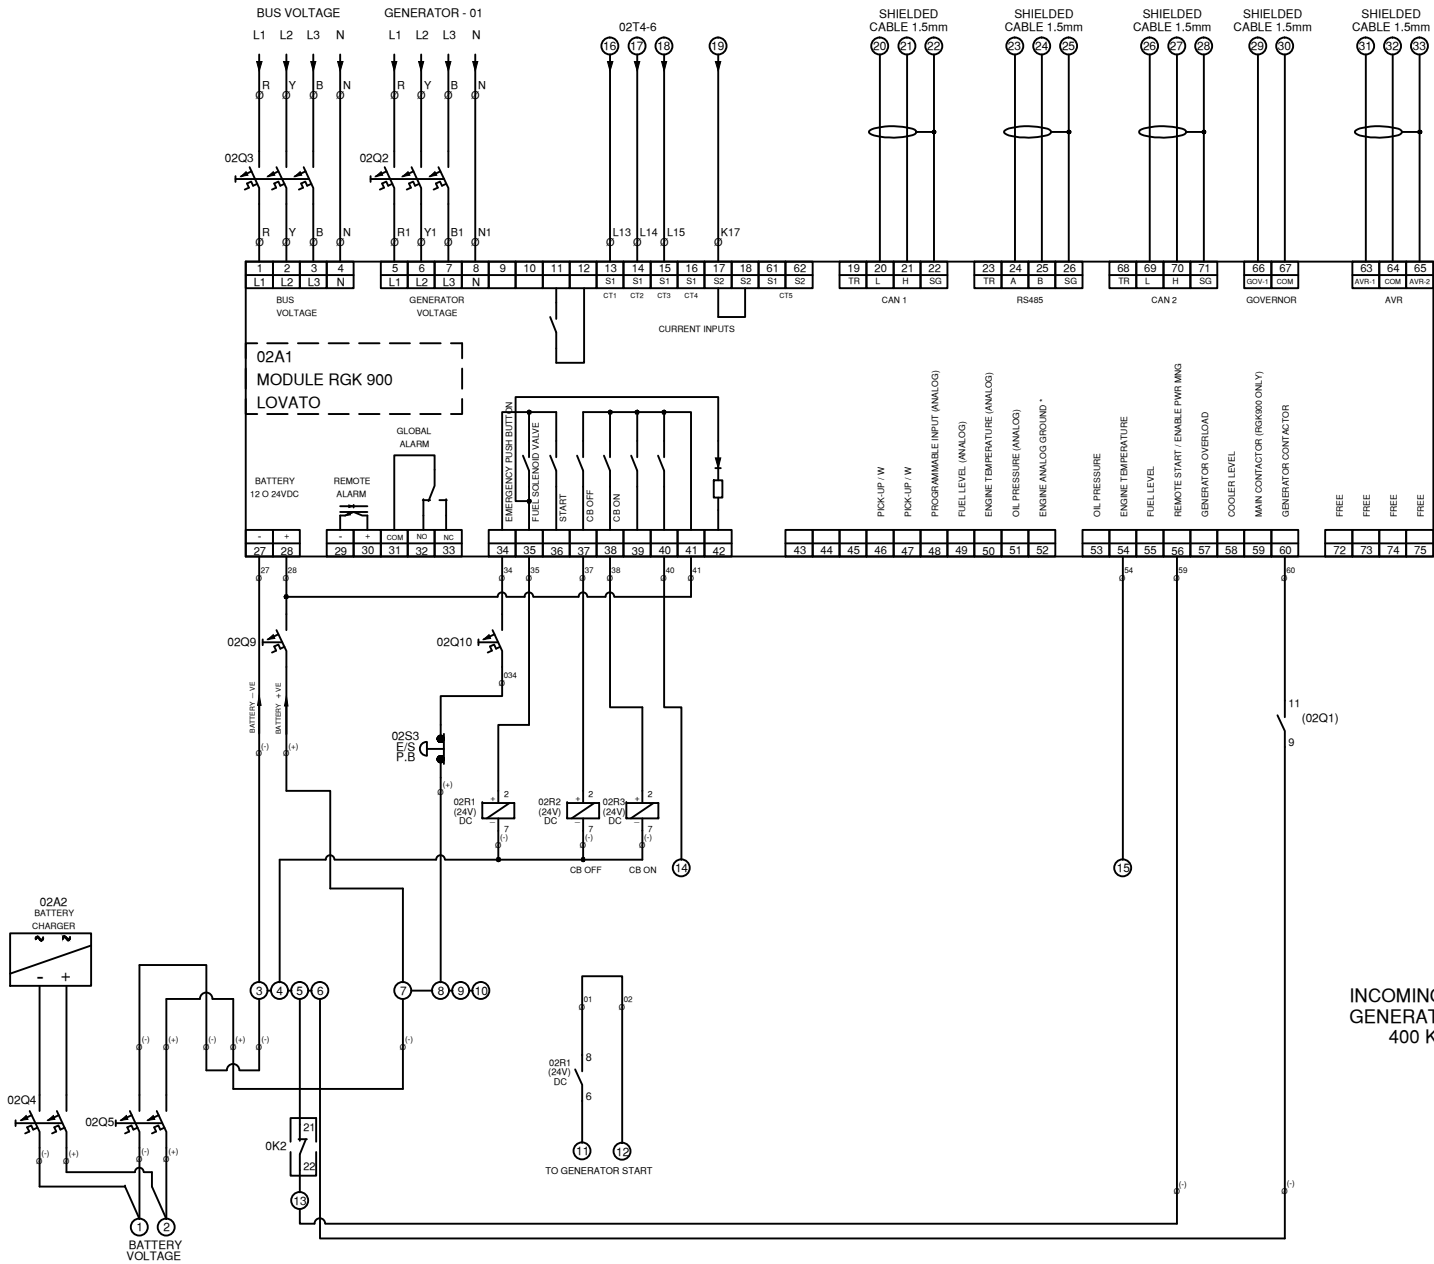 BUS VOLTAGE
GENERATOR - 01
L1 L2 L3 N
L1 L2 L3 N
02T4-6
SHIELDED
CABLE 1.5mm
SHIELDED
CABLE 1.5mm
SHIELDED
CABLE 1.5mm
SHIELDED
CABLE 1.5mm
SHIELDED
CABLE 1.5mm
16 17 18 19 20 21 22 23 24 25 26 27 28 29 30 31 32 33
R Y B N R Y B N
02Q3
02Q2
R Y B N R1 Y1 B1 N1 L13 L14 L15 K17
1 2 3 4 5 6 7 8 9 10 11 12 13 14 15 16 17 18 61 62 19 20 21 22 23 24 25 26 68 69 70 71 66 67 63 64 65
L1 L2 L3 N L1 L2 L3 N S1 S1 S1 S1 S2 S2 S1 S2 TR L H SG TR A B SG TR L H SG GOV-1 COM AVR-1 COM AVR-2
CT1 CT2 CT3 CT4 CT5
BUS
VOLTAGE
GENERATOR
VOLTAGE
CURRENT INPUTS
CAN 1
RS485
CAN 2
GOVERNOR
AVR
02A1
MODULE RGK 900
LOVATO
GLOBAL
ALARM
BATTERY
12 O 24VDC
REMOTE
ALARM
EMERGENCY PUSH BUTTON
FUEL SOLENOID VALVE
START
CB OFF
CB ON
PICK-UP / W
PICK-UP / W
PROGRAMMABLE INPUT (ANALOG)
FUEL LEVEL (ANALOG)
ENGINE TEMPERATURE (ANALOG)
OIL PRESSURE (ANALOG)
ENGINE ANALOG GROUND *
OIL PRESSURE
ENGINE TEMPERATURE
FUEL LEVEL
REMOTE START / ENABLE PWR MNG
GENERATOR OVERLOAD
COOLER LEVEL
MAIN CONTACTOR (RGK900 ONLY)
GENERATOR CONTACTOR
FREE
FREE
FREE
FREE
- + - + COM NO NC
27 28 29 30 31 32 33 34 35 36 37 38 39 40 41 42 43 44 45 46 47 48 49 50 51 52 53 54 55 56 57 58 59 60 72 73 74 75
27 28 34 35 37 38 40 41 54 59 60
02Q9
02Q10
034
BATTERY - VE
BATTERY + VE
(-) (+)
02S3
E/S
P.B
(+)
11
(02Q1)
9
02R1
(24V)
DC
+ 2
- 7
(-)
02R2
(24V)
DC
+ 2
- 7
(-)
02R3
(24V)
DC
+ 2
- 7
(-)
CB OFF
CB ON
14
15
02A2
BATTERY
CHARGER
~ ~
- +
3 4 5 6 7 8 9 10
01 02
(-) (+) (-) (+) (-) (-)
INCOMING
GENERAT
400 K
02R1
(24V)
DC
8
6
02Q4
02Q5
(-) (+) (-) (+)
0K2
21
22
11 12
TO GENERATOR START
13
(-) (-)
1 2
BATTERY
VOLTAGE